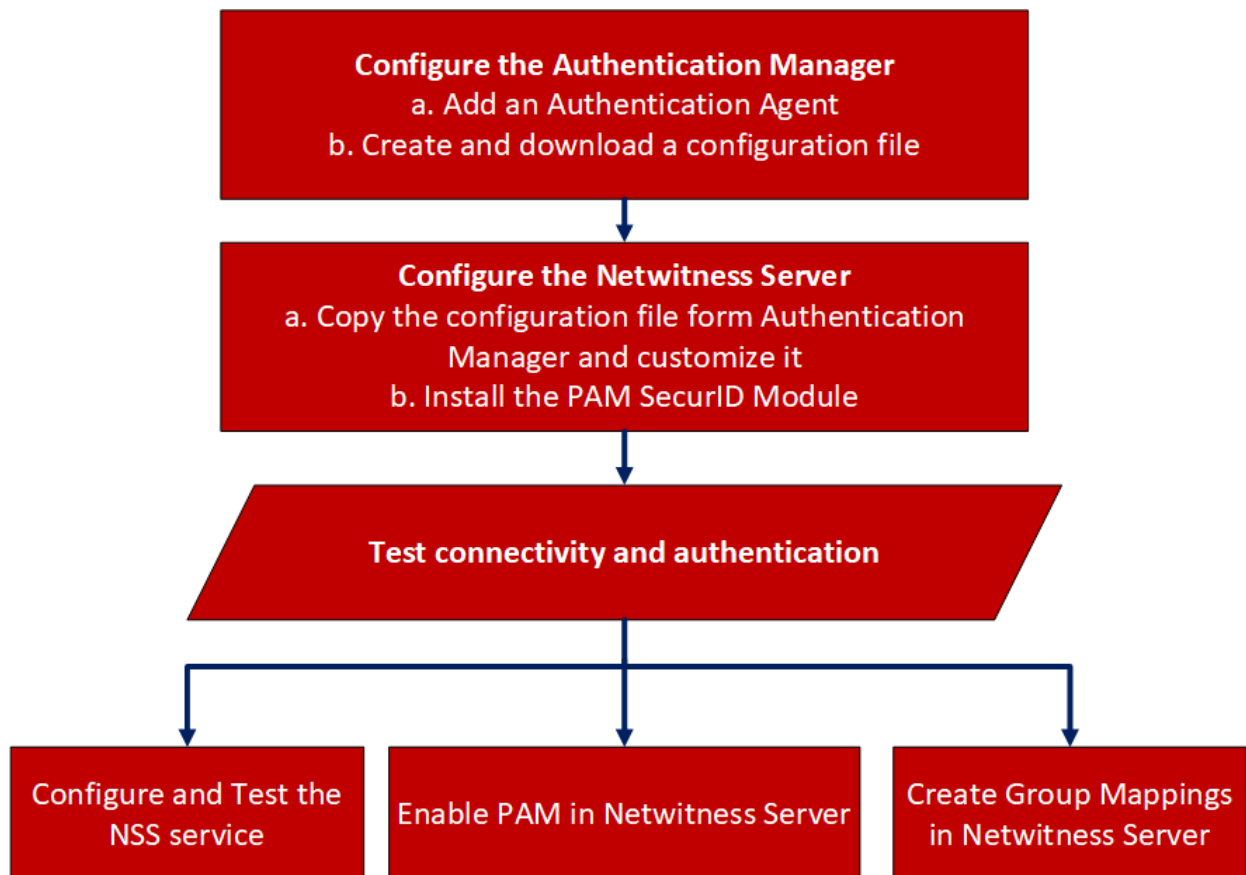 Configure the Authentication Manager
a. Add an Authentication Agent
b. Create and download a configuration file
Configure the Netwitness Server
a. Copy the configuration file form Authentication
Manager and customize it
b. Install the PAM SecurID Module
Test connectivity and authentication
Configure and Test the
NSS service
Enable PAM in Netwitness Server
Create Group Mappings
in Netwitness Server